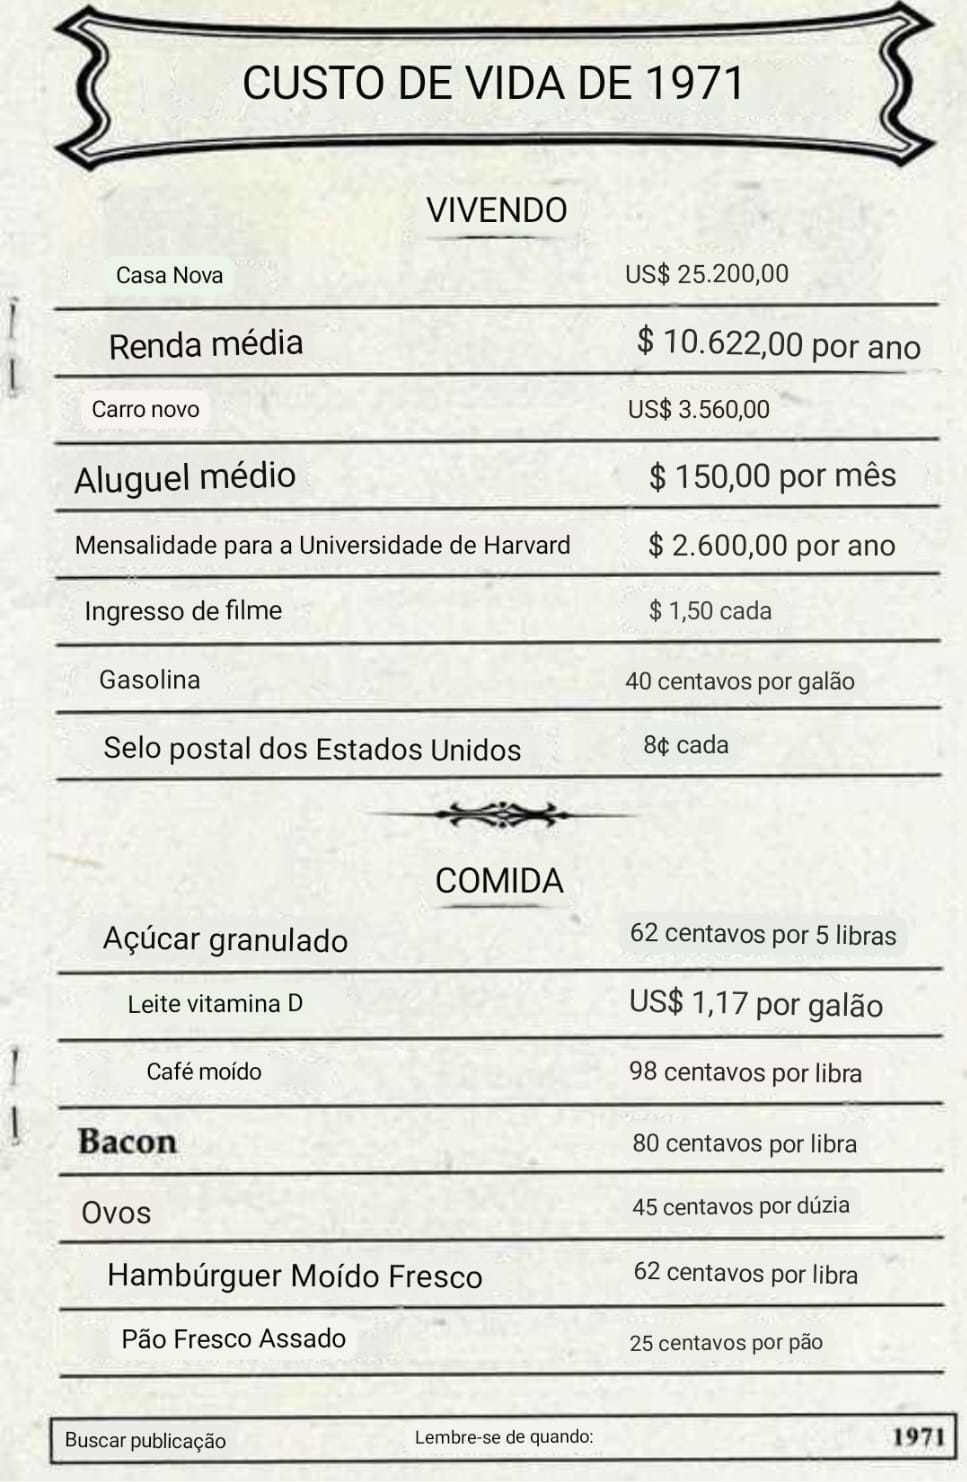 CUSTO DE VIDA DE 1971
VIVENDO
Casa Nova US$ 25.200,00
Renda média $ 10.622,00 por ano
Carro novo US$ 3.560,00
Aluguel médio $ 150,00 por mês
Mensalidade para a Universidade de Harvard $ 2.600,00 por ano
Ingresso de filme $ 1,50 cada
Gasolina 40 centavos por galão
Selo postal dos Estados Unidos 8¢ cada
COMIDA
Açúcar granulado 62 centavos por 5 libras
Leite vitamina D US$ 1,17 por galão
Café moído 98 centavos por libra
Bacon 80 centavos por libra
Ovos 45 centavos por dúzia
Hambúrguer Moído Fresco 62 centavos por libra
Pão Fresco Assado 25 centavos por pão
Buscar publicação Lembre-se de quando: 1971